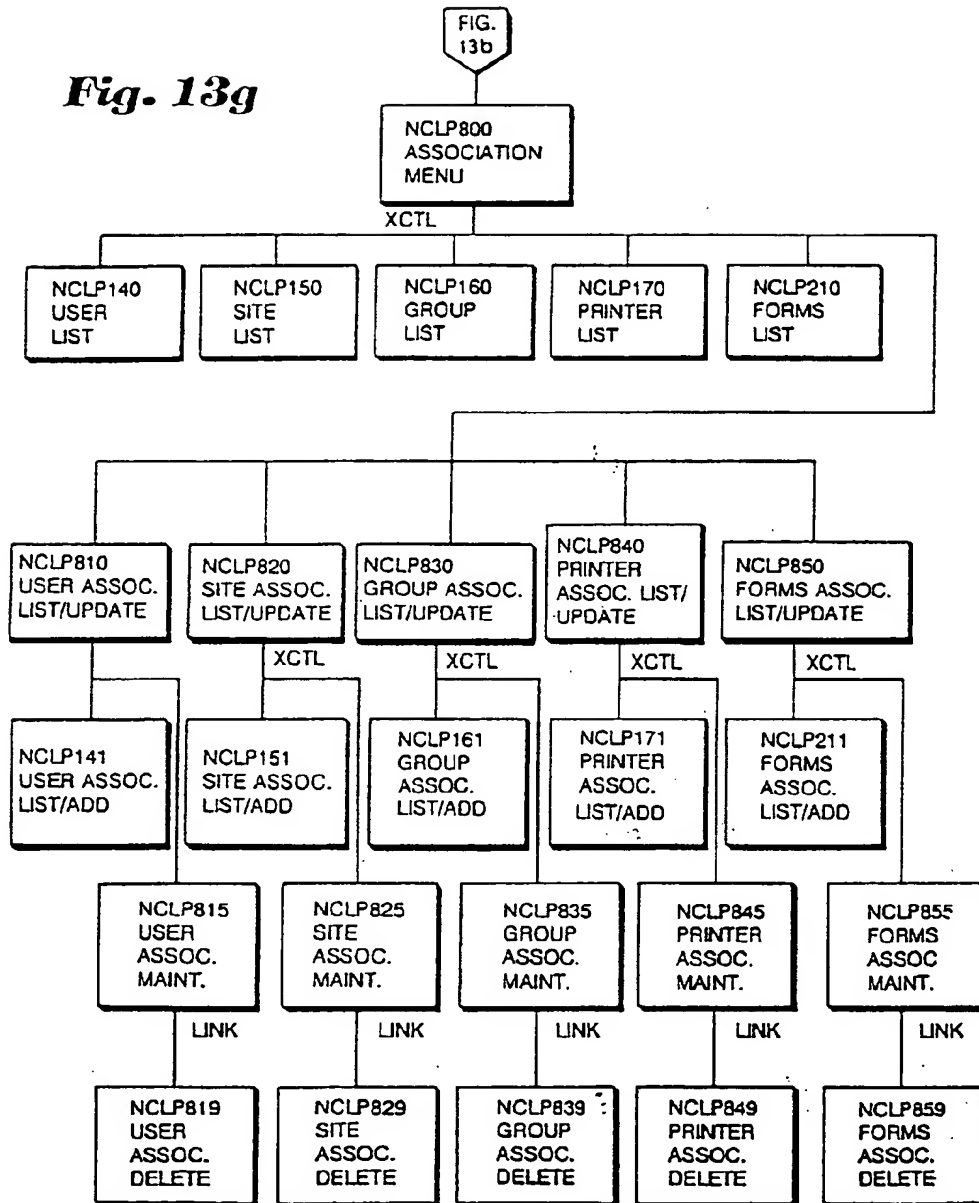 FIG.
13b
Fig. 13g
NCLP800
ASSOCIATION
MENU
XCTL
NCLP140
USER
LIST
NCLP150
SITE
LIST
NCLP160
GROUP
LIST
NCLP170
PRINTER
LIST
NCLP210
FORMS
LIST
NCLP810
USER ASSOC.
LIST/UPDATE
NCLP820
SITE ASSOC.
LIST/UPDATE
NCLP830
GROUP ASSOC.
LIST/UPDATE
NCLP840
PRINTER
ASSOC. LIST/
UPDATE
NCLP850
FORMS ASSOC.
LIST/UPDATE
XCTL
XCTL
XCTL
XCTL
NCLP141
USER ASSOC.
LIST/ADD
NCLP151
SITE ASSOC.
LIST/ADD
NCLP161
GROUP
ASSOC.
LIST/ADD
NCLP171
PRINTER
ASSOC.
LIST/ADD
NCLP211
FORMS
ASSOC.
LIST/ADD
NCLP815
USER
ASSOC.
MAINT.
NCLP825
SITE
ASSOC.
MAINT.
NCLP835
GROUP
ASSOC.
MAINT.
NCLP845
PRINTER
ASSOC.
MAINT.
NCLP855
FORMS
ASSOC
MAINT.
LINK
LINK
LINK
LINK
LINK
NCLP819
USER
ASSOC.
DELETE
NCLP829
SITE
ASSOC.
DELETE
NCLP839
GROUP
ASSOC.
DELETE
NCLP849
PRINTER
ASSOC.
DELETE
NCLP859
FORMS
ASSOC.
DELETE